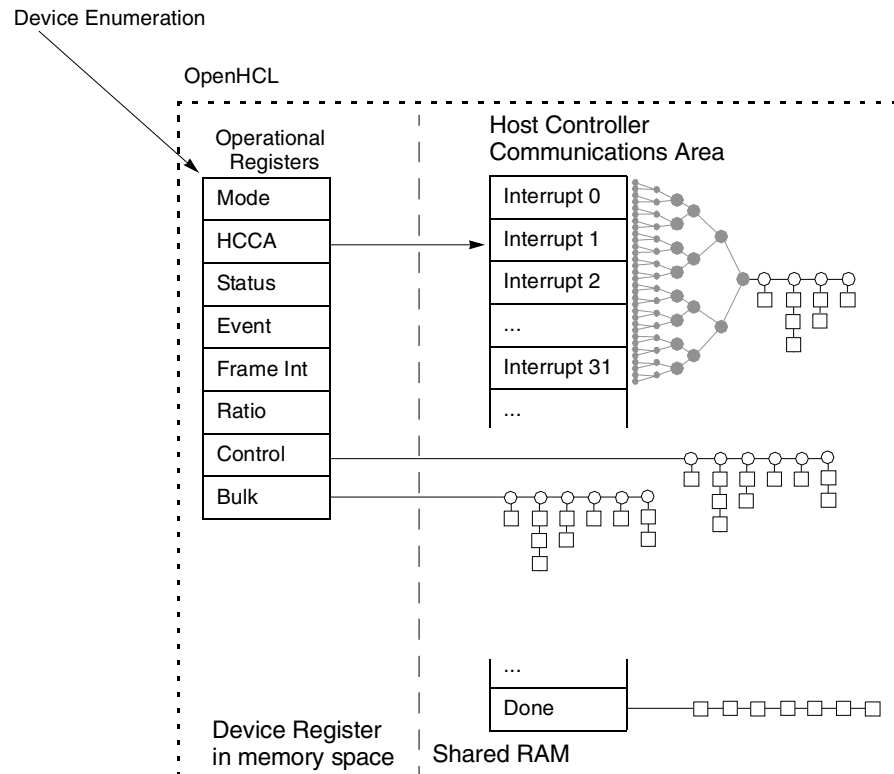 Device Enumeration
OpenHCL
Operational
Registers
Mode
HCCA
Status
Event
Frame Int
Ratio
Control
Bulk
Host Controller
Communications Area
Interrupt 0
Interrupt 1
Interrupt 2
...
Interrupt 31
...
...
Done
Device Register
in memory space
Shared RAM